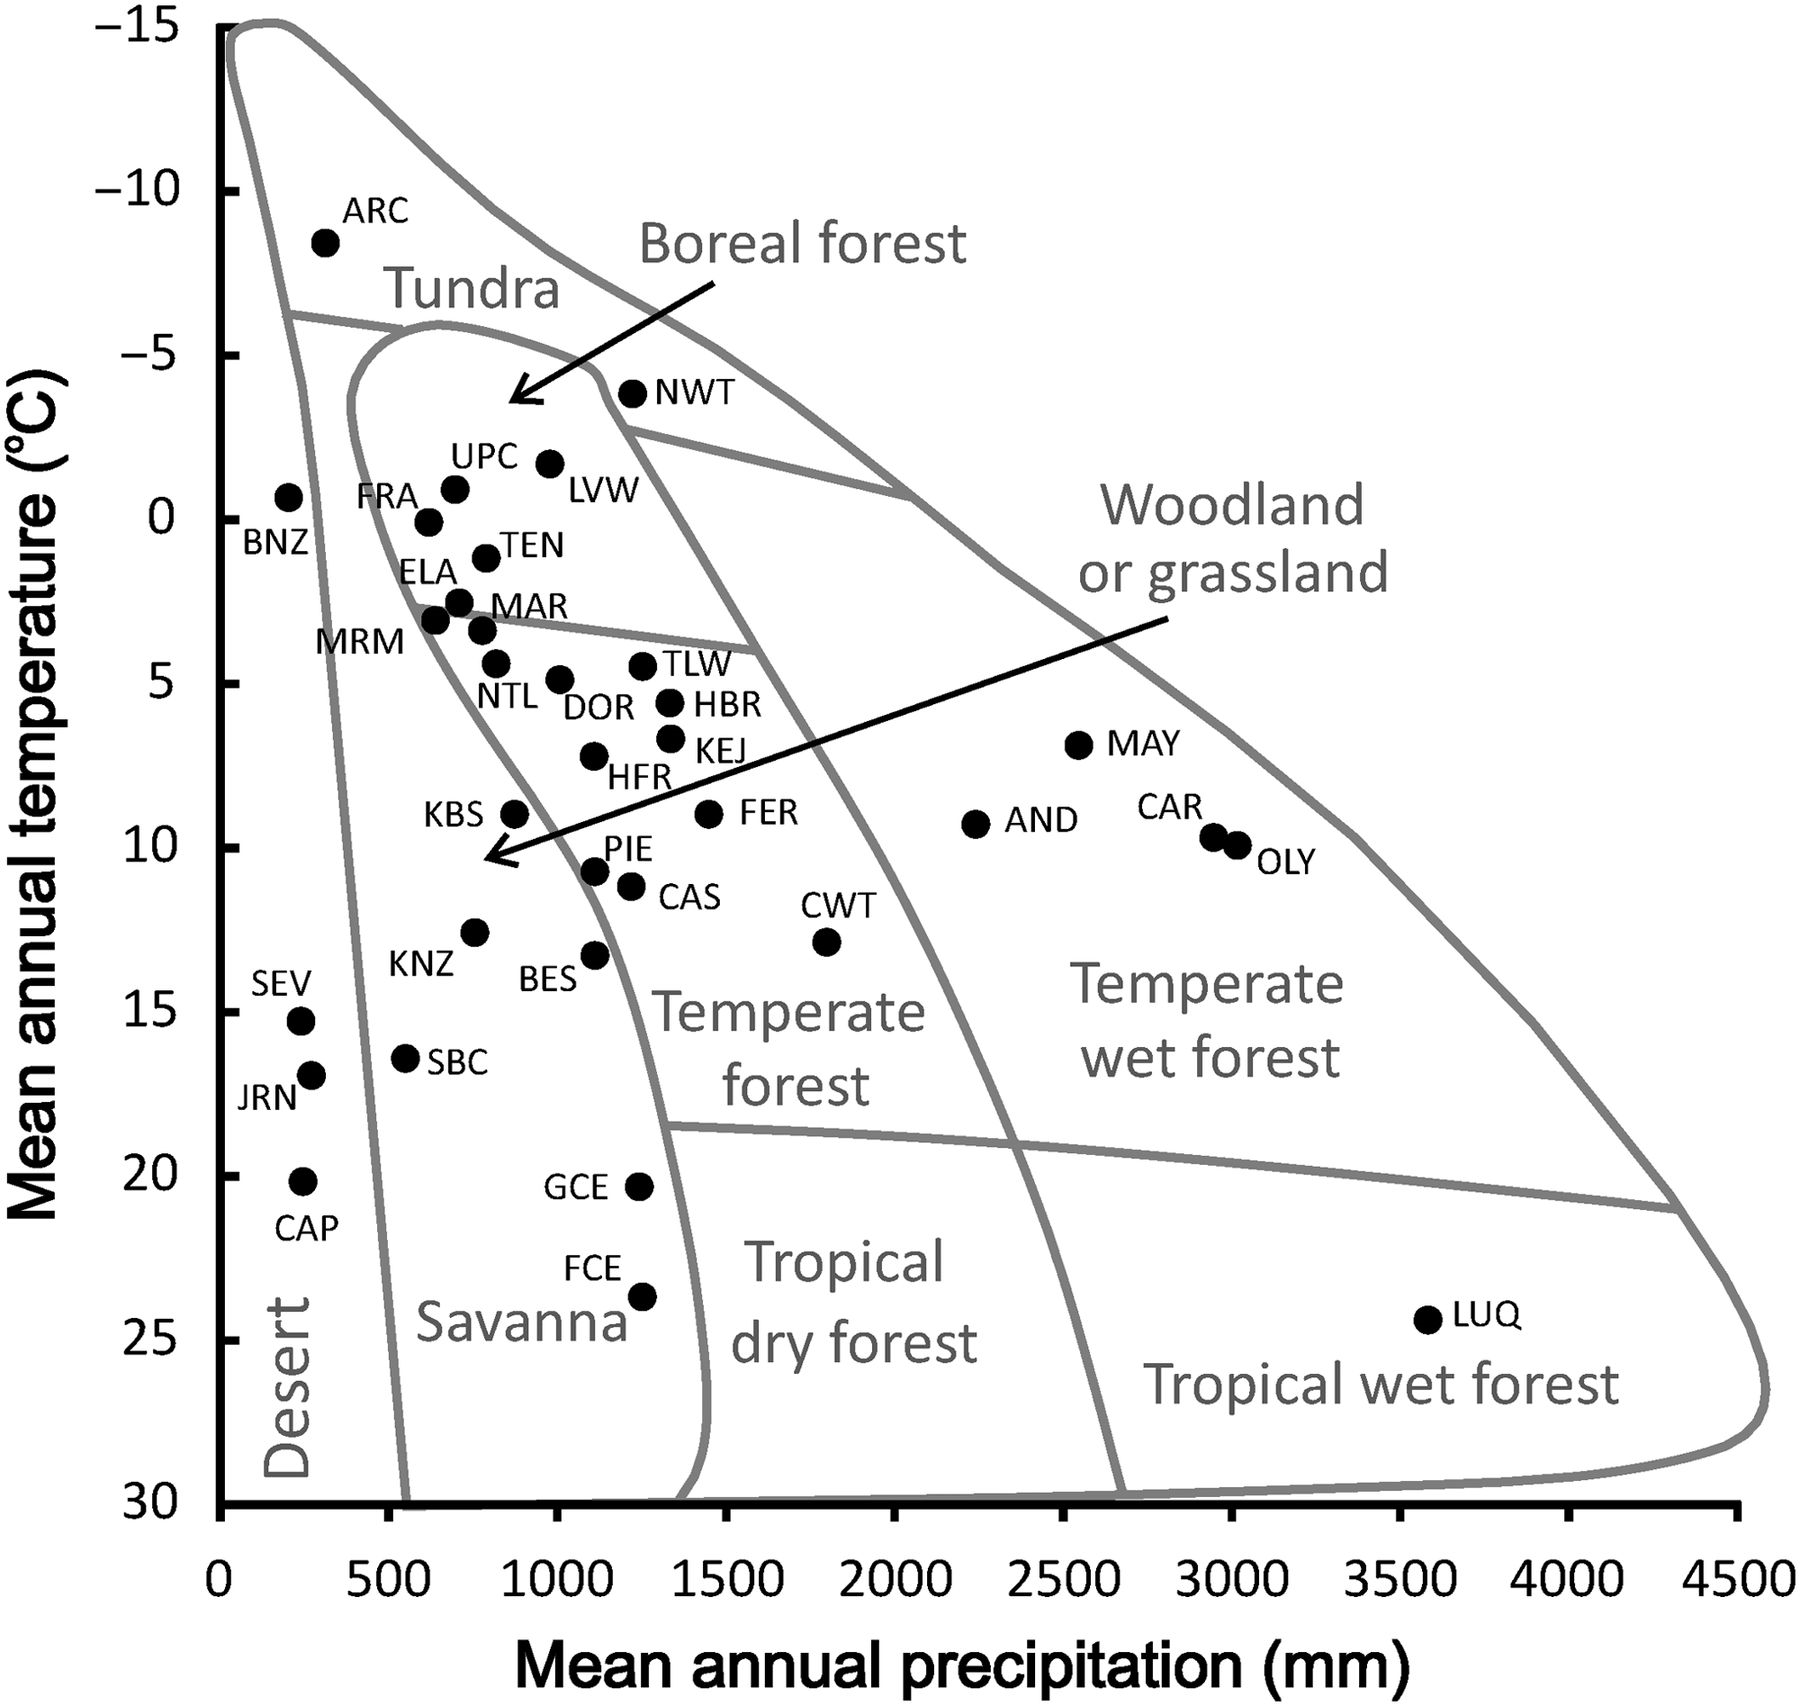 −15
−10
−5
0
5
10
15
20
25
30
Mean annual temperature (°C)
ARC
Tundra
Boreal forest
NWT
UPC
LVW
FRA
BNZ
TEN
ELA
MAR
MRM
Woodland
or grassland
NTL
DOR
TLW
HBR
KEJ
HFR
MAY
KBS
FER
AND
CAR
OLY
PIE
CAS
CWT
KNZ
BES
SEV
Temperate
forest
Temperate
wet forest
SBC
JRN
GCE
CAP
FCE
Savanna
Desert
Tropical
dry forest
LUQ
Tropical wet forest
0 500 1000 1500 2000 2500 3000 3500 4000 4500
Mean annual precipitation (mm)